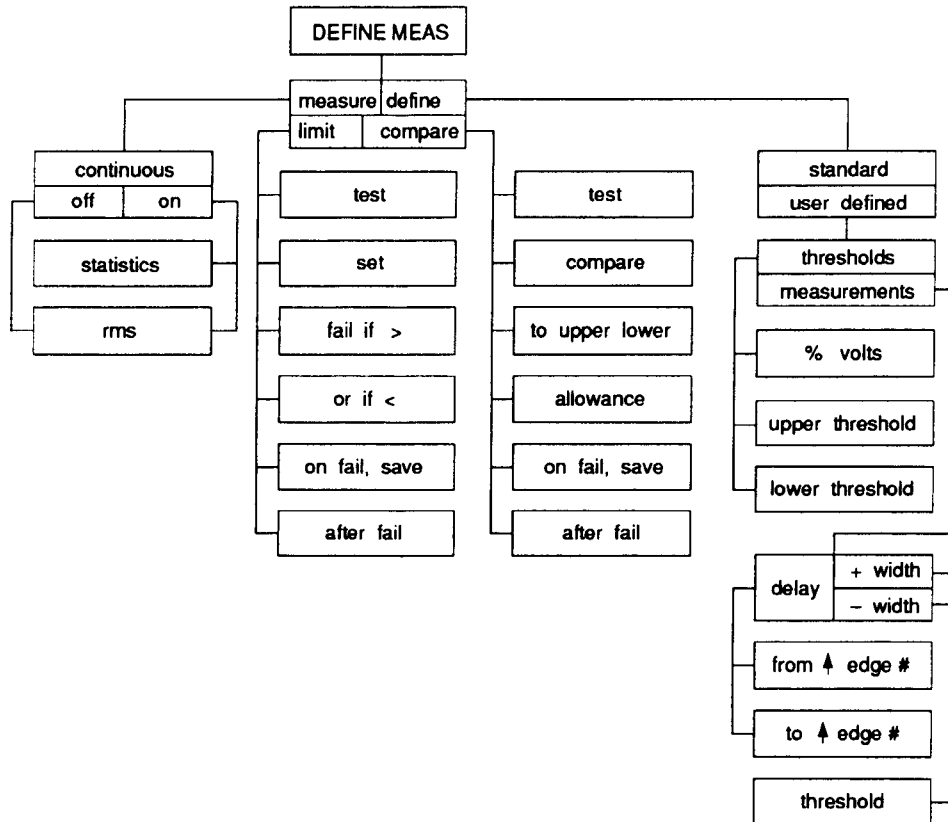 DEFINE MEAS
measure define
limit compare
continuous
off on
statistics
rms
test
set
fail if >
or if <
on fail, save
after fail
test
compare
to upper lower
allowance
on fail, save
after fail
standard
user defined
thresholds
measurements
% volts
upper threshold
lower threshold
delay
+ width
− width
from ↑ edge #
to ↑ edge #
threshold